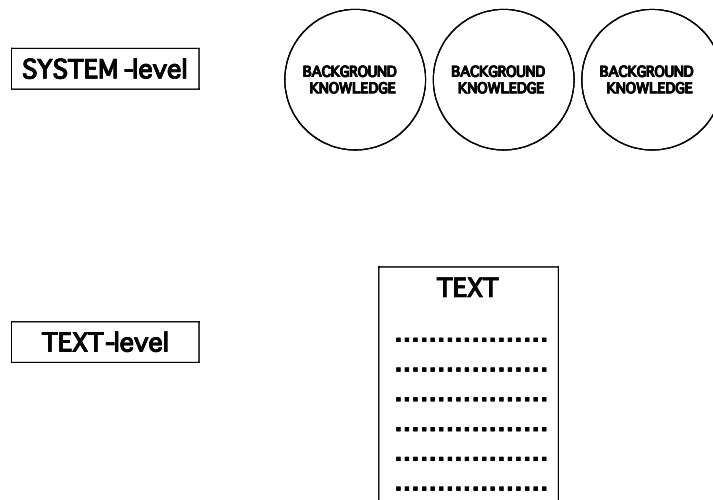 SYSTEM-level
BACKGROUND
KNOWLEDGE
BACKGROUND
KNOWLEDGE
BACKGROUND
KNOWLEDGE
TEXT
TEXT-level